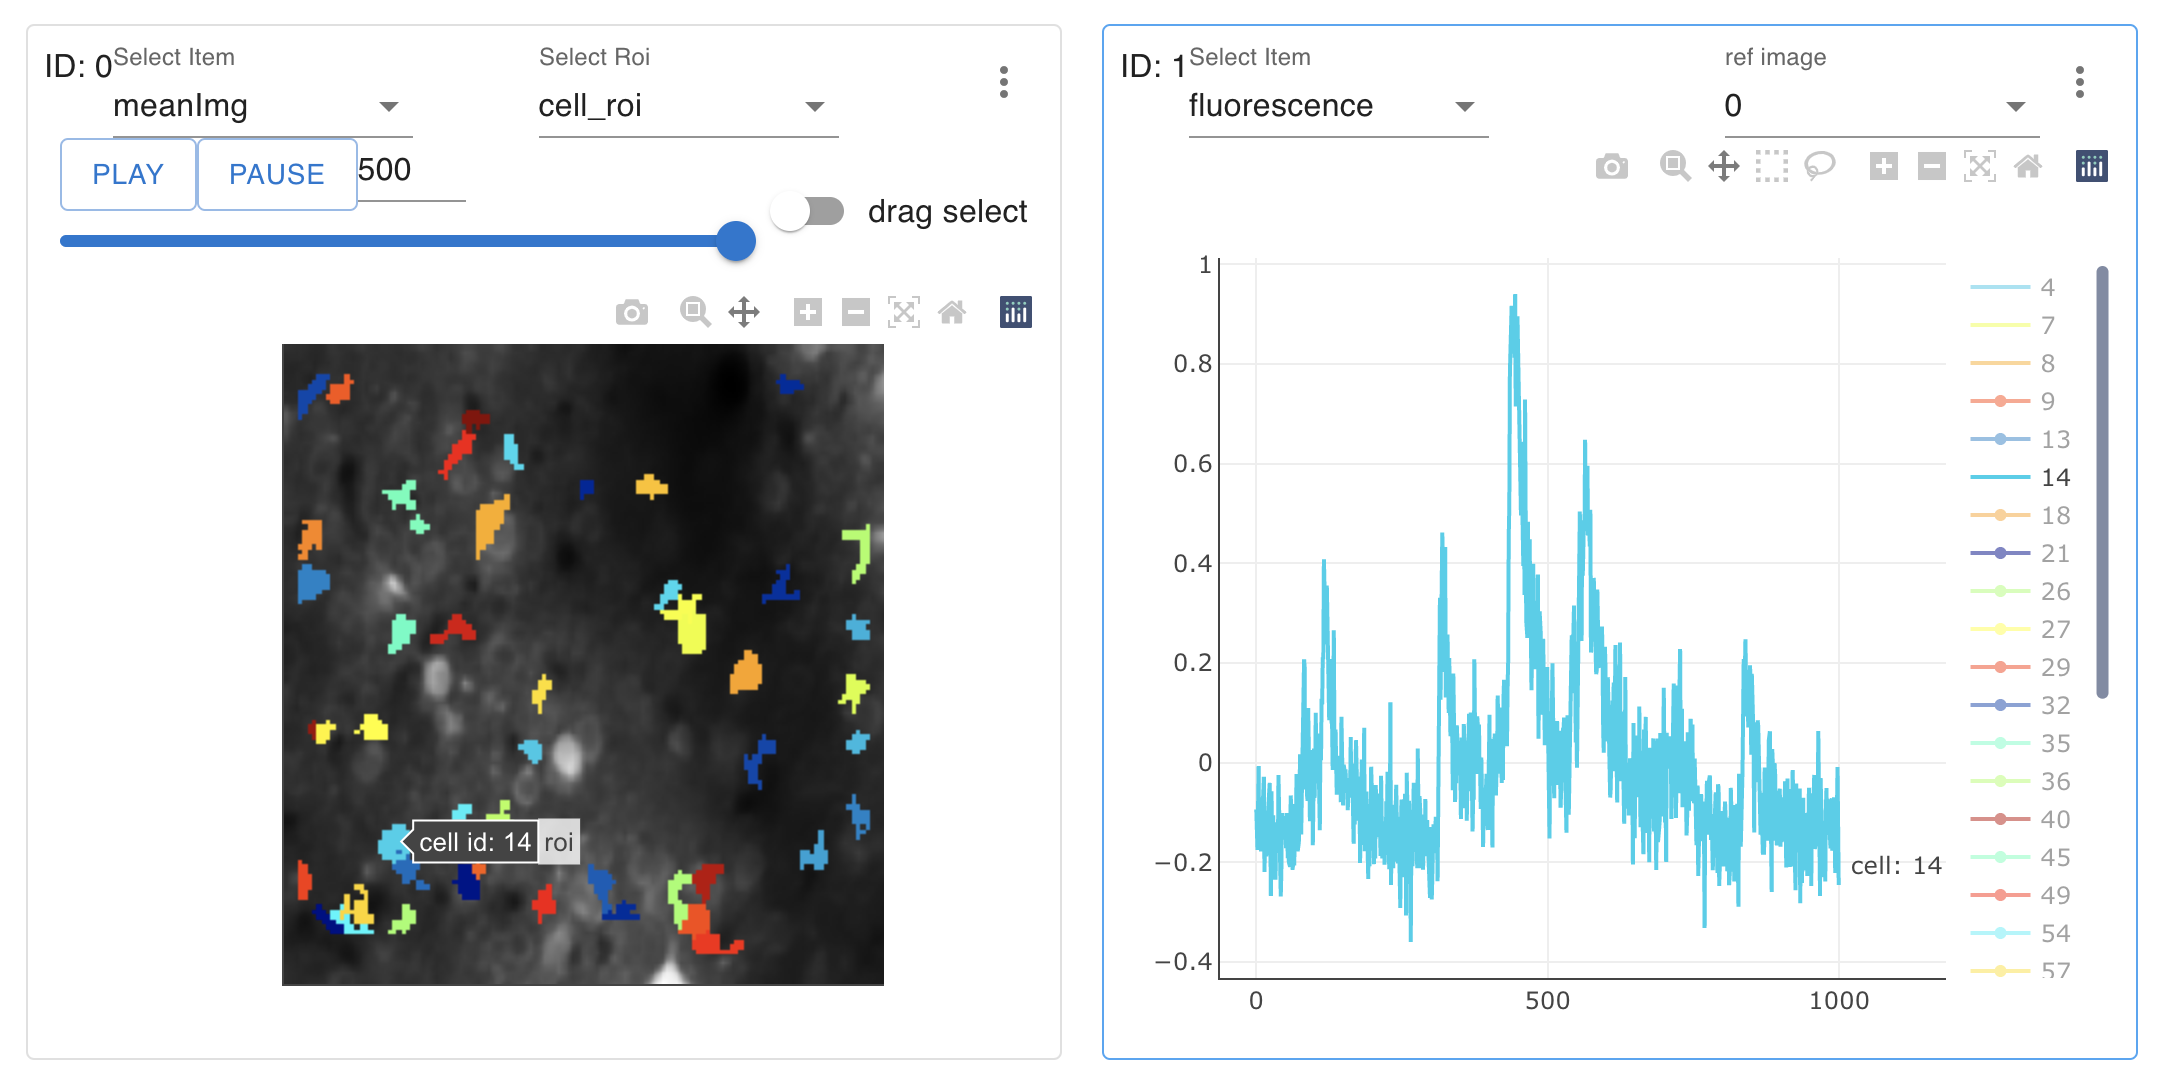 ID: 0
Select Item
meanImg
Select Roi
cell_roi
PLAY
PAUSE
500
drag select
cell id: 14
roi
ID: 1
Select Item
fluorescence
ref image
0
1
0.8
0.6
0.4
0.2
0
−0.2
−0.4
0
500
1000
cell: 14
4
7
8
9
13
14
18
21
26
27
29
32
35
36
40
45
49
54
57